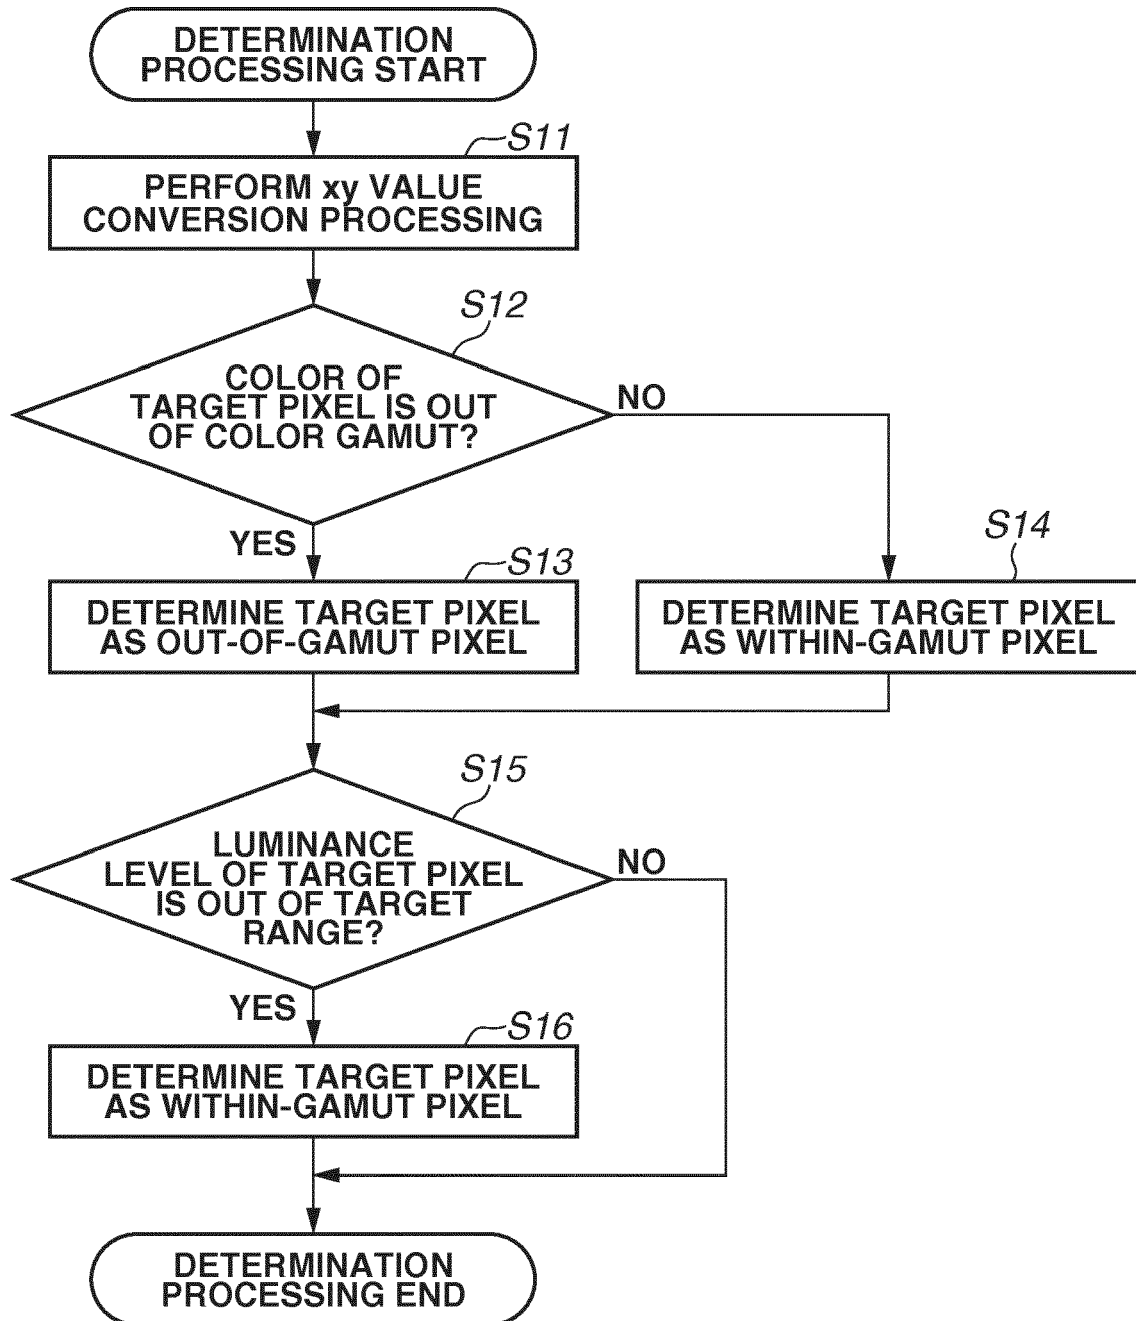 DETERMINATION
PROCESSING START
S11
PERFORM xy VALUE
CONVERSION PROCESSING
S12
COLOR OF
TARGET PIXEL IS OUT
OF COLOR GAMUT?
NO
YES
S13
DETERMINE TARGET PIXEL
AS OUT-OF-GAMUT PIXEL
S14
DETERMINE TARGET PIXEL
AS WITHIN-GAMUT PIXEL
S15
LUMINANCE
LEVEL OF TARGET PIXEL
IS OUT OF TARGET
RANGE?
NO
YES
S16
DETERMINE TARGET PIXEL
AS WITHIN-GAMUT PIXEL
DETERMINATION
PROCESSING END